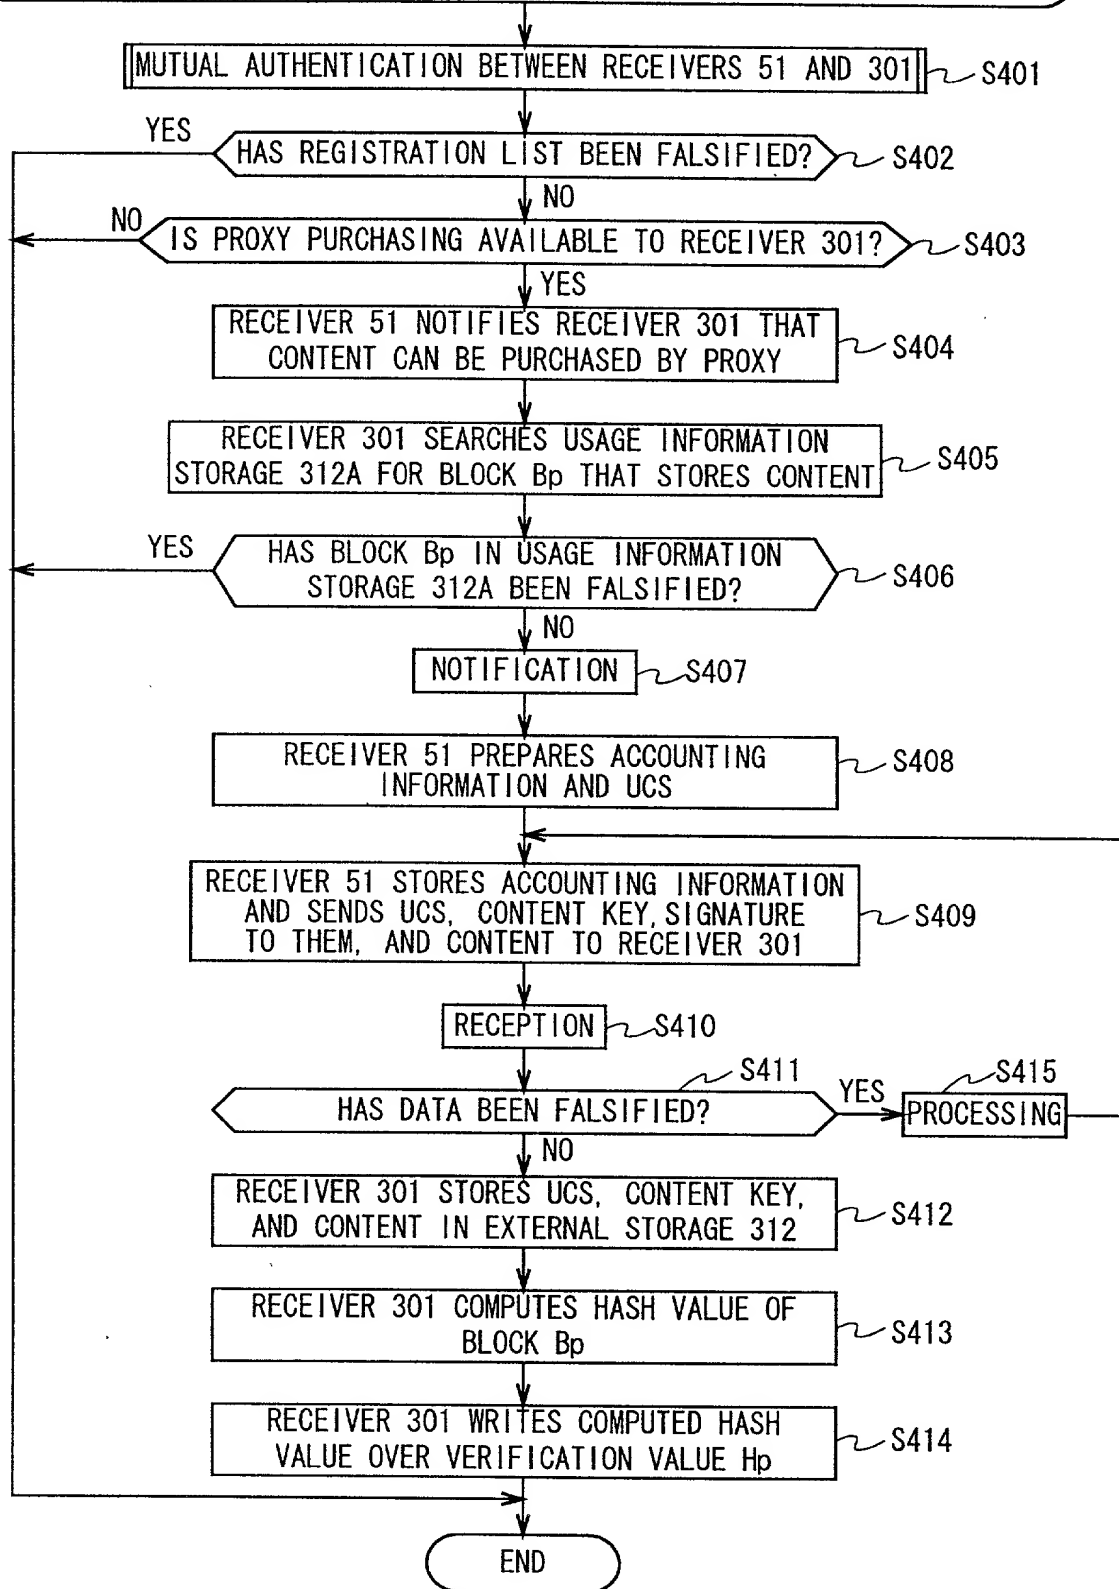 MUTUAL AUTHENTICATION BETWEEN RECEIVERS 51 AND 301
S401
YES
HAS REGISTRATION LIST BEEN FALSIFIED?
S402
NO
NO
IS PROXY PURCHASING AVAILABLE TO RECEIVER 301?
S403
YES
RECEIVER 51 NOTIFIES RECEIVER 301 THAT
CONTENT CAN BE PURCHASED BY PROXY
S404
RECEIVER 301 SEARCHES USAGE INFORMATION
STORAGE 312A FOR BLOCK Bp THAT STORES CONTENT
S405
YES
HAS BLOCK Bp IN USAGE INFORMATION
STORAGE 312A BEEN FALSIFIED?
S406
NO
NOTIFICATION
S407
RECEIVER 51 PREPARES ACCOUNTING
INFORMATION AND UCS
S408
RECEIVER 51 STORES ACCOUNTING INFORMATION
AND SENDS UCS, CONTENT KEY, SIGNATURE
TO THEM, AND CONTENT TO RECEIVER 301
S409
RECEPTION
S410
S411
HAS DATA BEEN FALSIFIED?
YES
S415
PROCESSING
NO
RECEIVER 301 STORES UCS, CONTENT KEY,
AND CONTENT IN EXTERNAL STORAGE 312
S412
RECEIVER 301 COMPUTES HASH VALUE OF
BLOCK Bp
S413
RECEIVER 301 WRITES COMPUTED HASH
VALUE OVER VERIFICATION VALUE Hp
S414
END